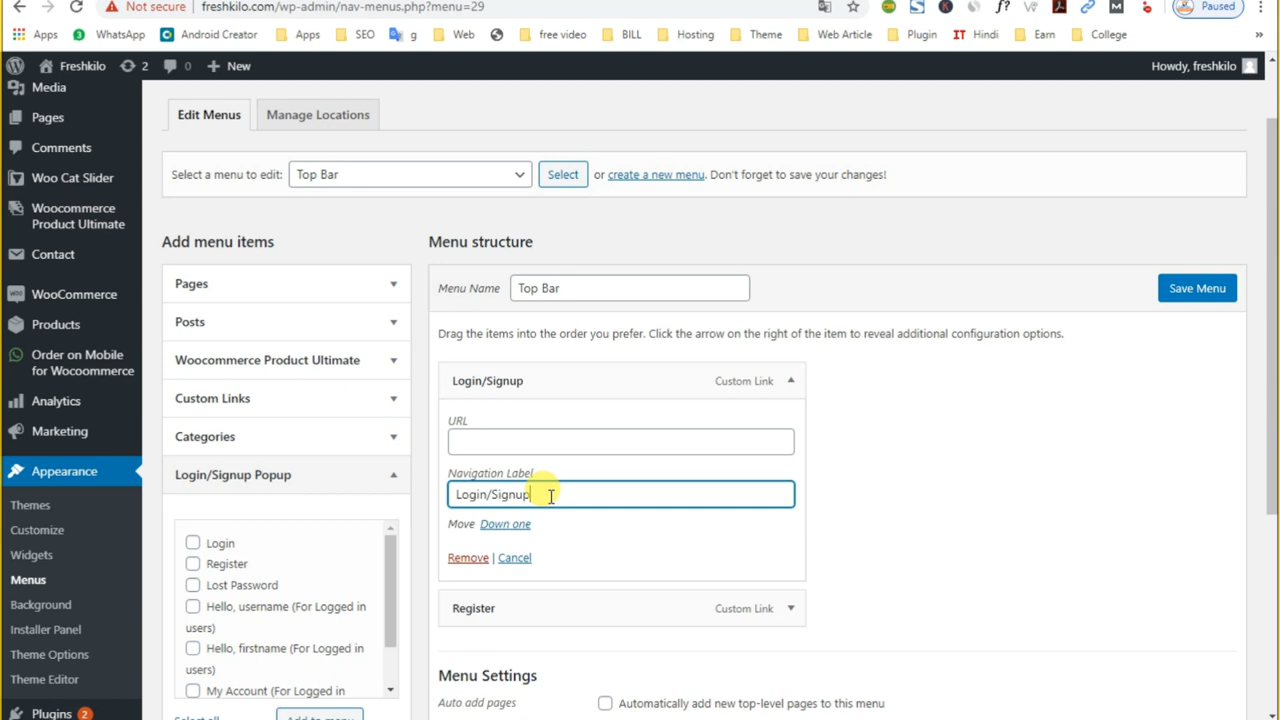 Not secure freshkilo.com/wp-admin/nav-menus.php?menu=29 Paused
Apps WhatsApp Android Creator Apps SEO g Web free video BILL Hosting Theme Web Article Plugin IT Hindi Earn College »
Freshkilo 2 0 New Howdy, freshkilo
Media
Pages
Comments
Woo Cat Slider
Woocommerce
Product Ultimate
Contact
WooCommerce
Products
Order on Mobile
for Wocoommerce
Analytics
Marketing
Appearance
Themes
Customize
Widgets
Menus
Background
Installer Panel
Theme Options
Theme Editor
Plugins 2
Edit Menus Manage Locations
Select a menu to edit: Top Bar Select or create a new menu. Don't forget to save your changes!
Add menu items
Pages
Posts
Woocommerce Product Ultimate
Custom Links
Categories
Login/Signup Popup
Login
Register
Lost Password
Hello, username (For Logged in
users)
Hello, firstname (For Logged in
users)
My Account (For Logged in
Select all Add to menu
Menu structure
Menu Name Top Bar Save Menu
Drag the items into the order you prefer. Click the arrow on the right of the item to reveal additional configuration options.
Login/Signup Custom Link
URL
Navigation Label
Login/Signup
Move Down one
Remove | Cancel
Register Custom Link
Menu Settings
Auto add pages Automatically add new top-level pages to this menu